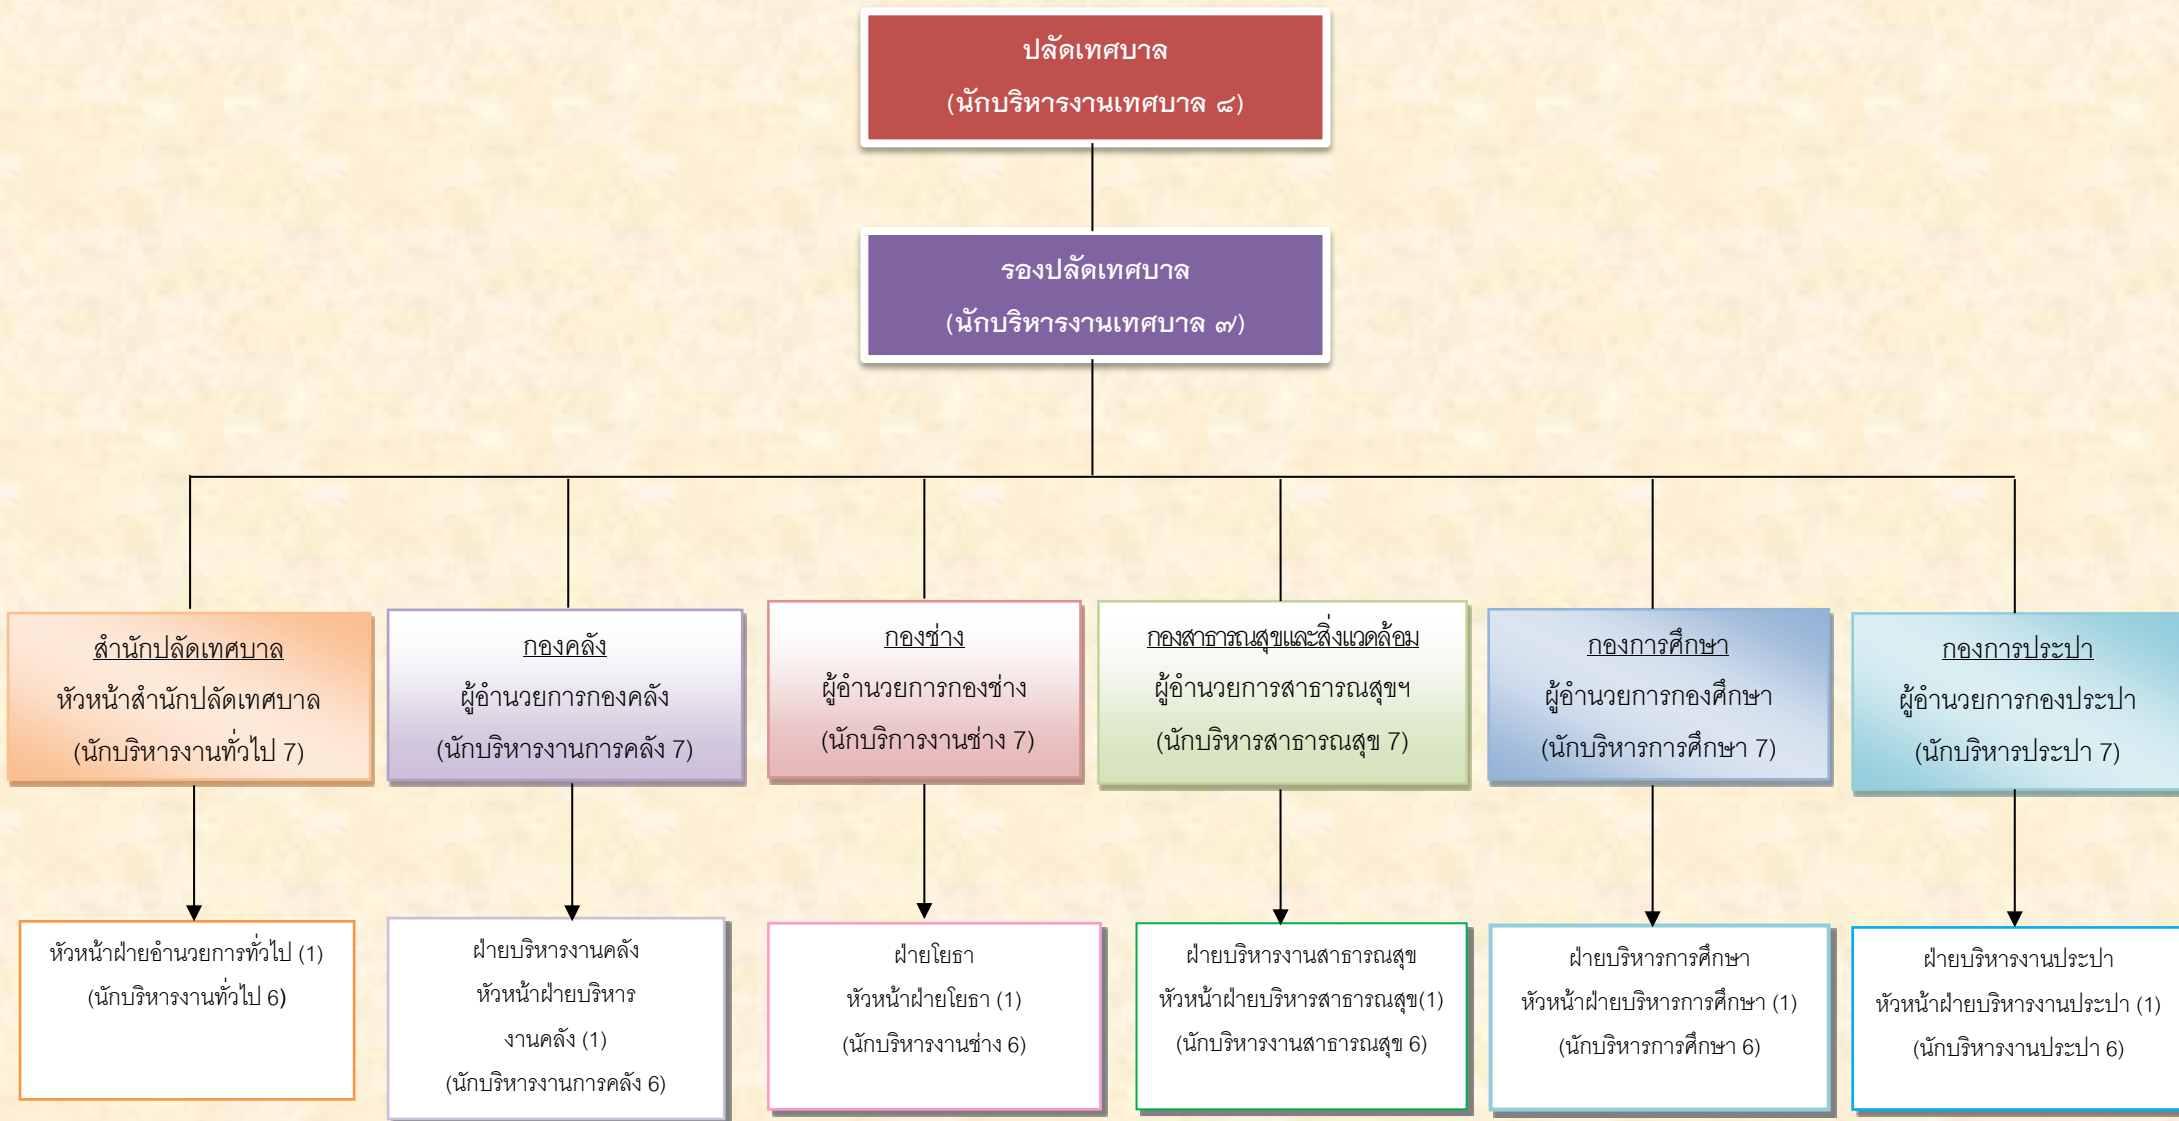 ปลัดเทศบาล
(นักบริหารงานเทศบาล ๘)
รองปลัดเทศบาล
(นักบริหารงานเทศบาล ๗)
สำนักปลัดเทศบาล
หัวหน้าสำนักปลัดเทศบาล
(นักบริหารงานทั่วไป 7)
กองคลัง
ผู้อำนวยการกองคลัง
(นักบริหารงานการคลัง 7)
กองช่าง
ผู้อำนวยการกองช่าง
(นักบริการงานช่าง 7)
กองสาธารณสุขและสิ่งแวดล้อม
ผู้อำนวยการสาธารณสุขฯ
(นักบริหารสาธารณสุข 7)
กองการศึกษา
ผู้อำนวยการกองศึกษา
(นักบริหารการศึกษา 7)
กองการประปา
ผู้อำนวยการกองประปา
(นักบริหารประปา 7)
หัวหน้าฝ่ายอำนวยการทั่วไป (1)
(นักบริหารงานทั่วไป 6)
ฝ่ายบริหารงานคลัง
หัวหน้าฝ่ายบริหาร
งานคลัง (1)
(นักบริหารงานการคลัง 6)
ฝ่ายโยธา
หัวหน้าฝ่ายโยธา (1)
(นักบริหารงานช่าง 6)
ฝ่ายบริหารงานสาธารณสุข
หัวหน้าฝ่ายบริหารสาธารณสุข(1)
(นักบริหารงานสาธารณสุข 6)
ฝ่ายบริหารการศึกษา
หัวหน้าฝ่ายบริหารการศึกษา (1)
(นักบริหารการศึกษา 6)
ฝ่ายบริหารงานประปา
หัวหน้าฝ่ายบริหารงานประปา (1)
(นักบริหารงานประปา 6)